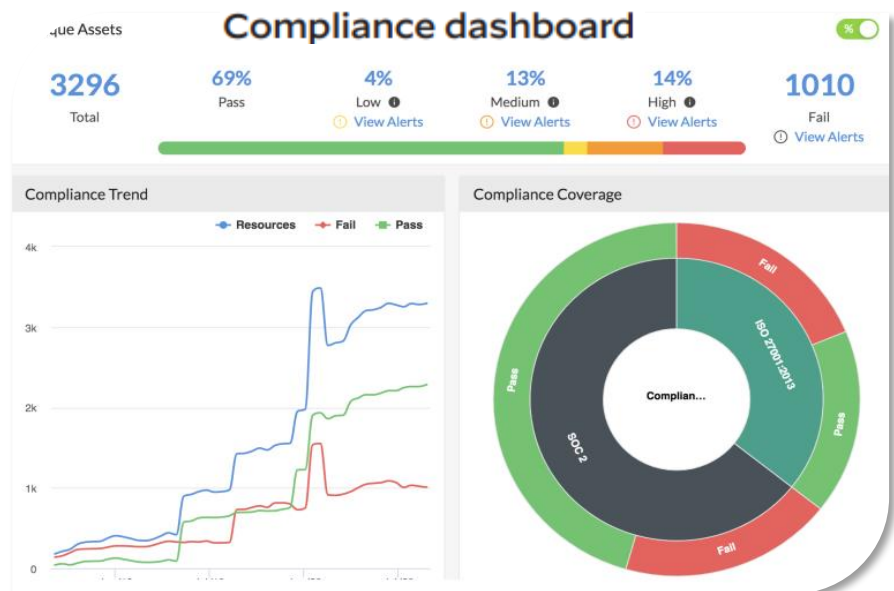 Compliance dashboard
que Assets
%
3296
Total
69%
Pass
4%
Low
View Alerts
13%
Medium
View Alerts
14%
High
View Alerts
1010
Fail
View Alerts
Compliance Trend
Resources Fail Pass
4k
3k
2k
1k
0
Compliance Coverage
Fail
ISO 27001:2013
Pass
Complian...
Pass
SOC 2
Fail